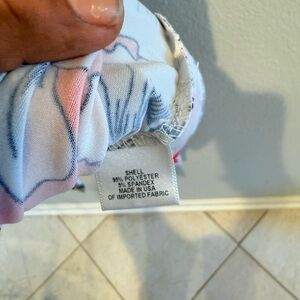 SHELL
95% POLYESTER
5% SPANDEX
MADE IN USA
OF IMPORTED FABRIC